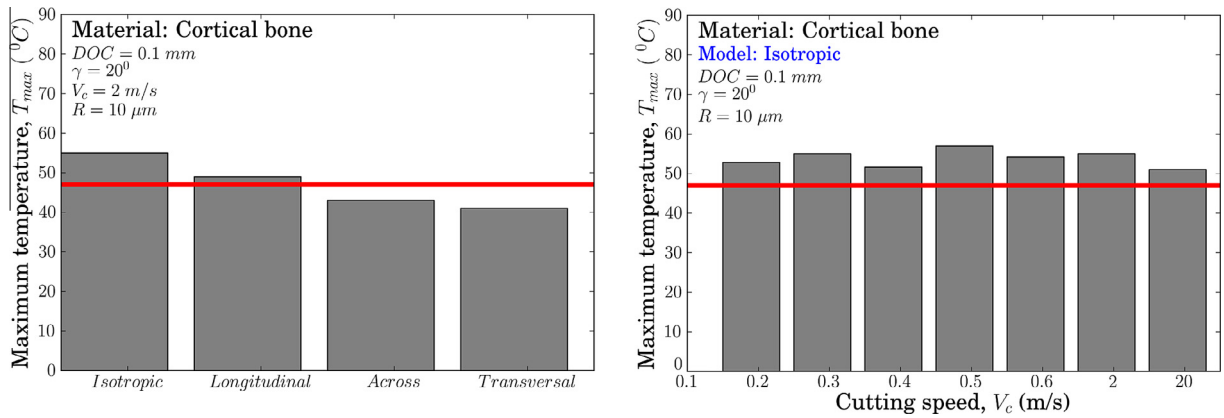 Maximum temperature, T_max (⁰C)
90
80
70
60
50
40
30
20
10
0
Material: Cortical bone
DOC = 0.1 mm
γ = 20⁰
V_c = 2 m/s
R = 10 μm
Isotropic Longitudinal Across Transversal
Maximum temperature, T_max (⁰C)
90
80
70
60
50
40
30
20
10
0
Material: Cortical bone
Model: Isotropic
DOC = 0.1 mm
γ = 20⁰
R = 10 μm
0.1 0.2 0.3 0.4 0.5 0.6 2 20
Cutting speed, V_c (m/s)